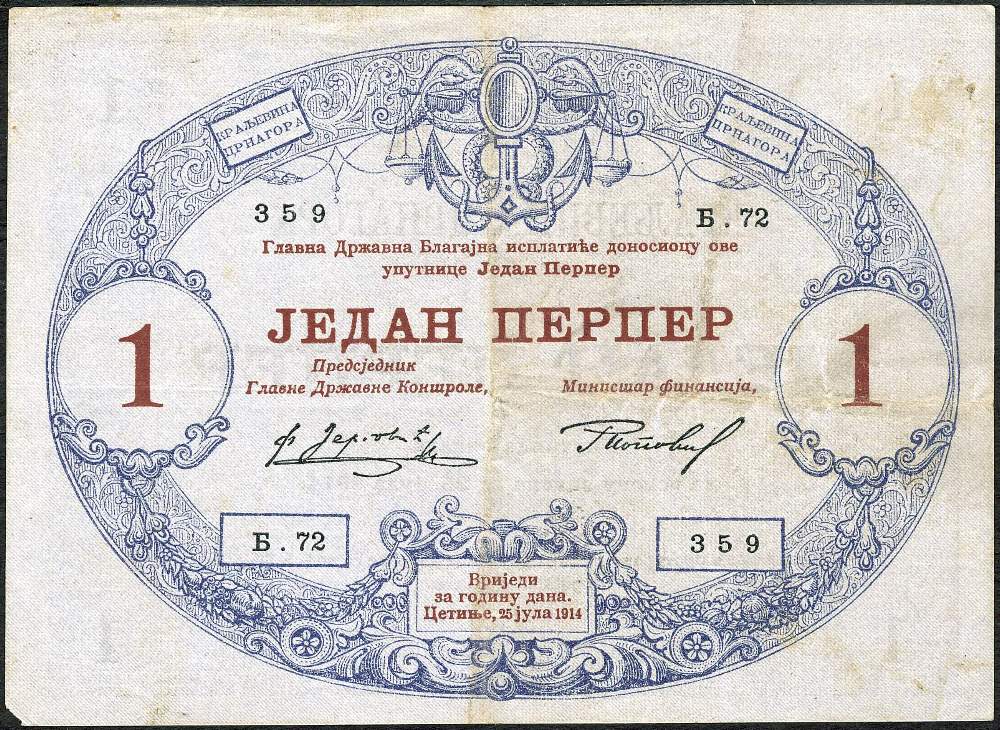 КРАЉЕВИНА
ЦРНАГОРА
КРАЉЕВИНА
ЦРНАГОРА
359
Б. 72
Главна Државна Благајна исплатиће доносиоцу ове
упутнице Један Перпер
ЈЕДАН ПЕРПЕР
1
1
Предсједник
Главне Државне Контроле,
Министар финансија,
Б. 72
359
Вриједи
за годину дана.
Цетиње, 25 јула 1914